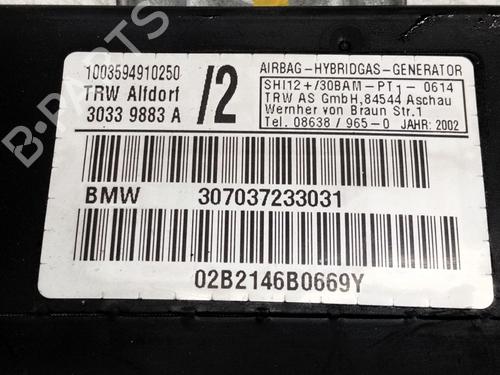 1003594910250
TRW Alfdorf
3033 9883 A
/2
AIRBAG-HYBRIDGAS-GENERATOR
SHI12+/30BAM-PT1- 0614
TRW AS GmbH,84544 Aschau
Wernher von Braun Str.1
Tel. 08638 / 965-0 JAHR: 2002
BMW 307037233031
02B2146B0669Y
B-PARTS